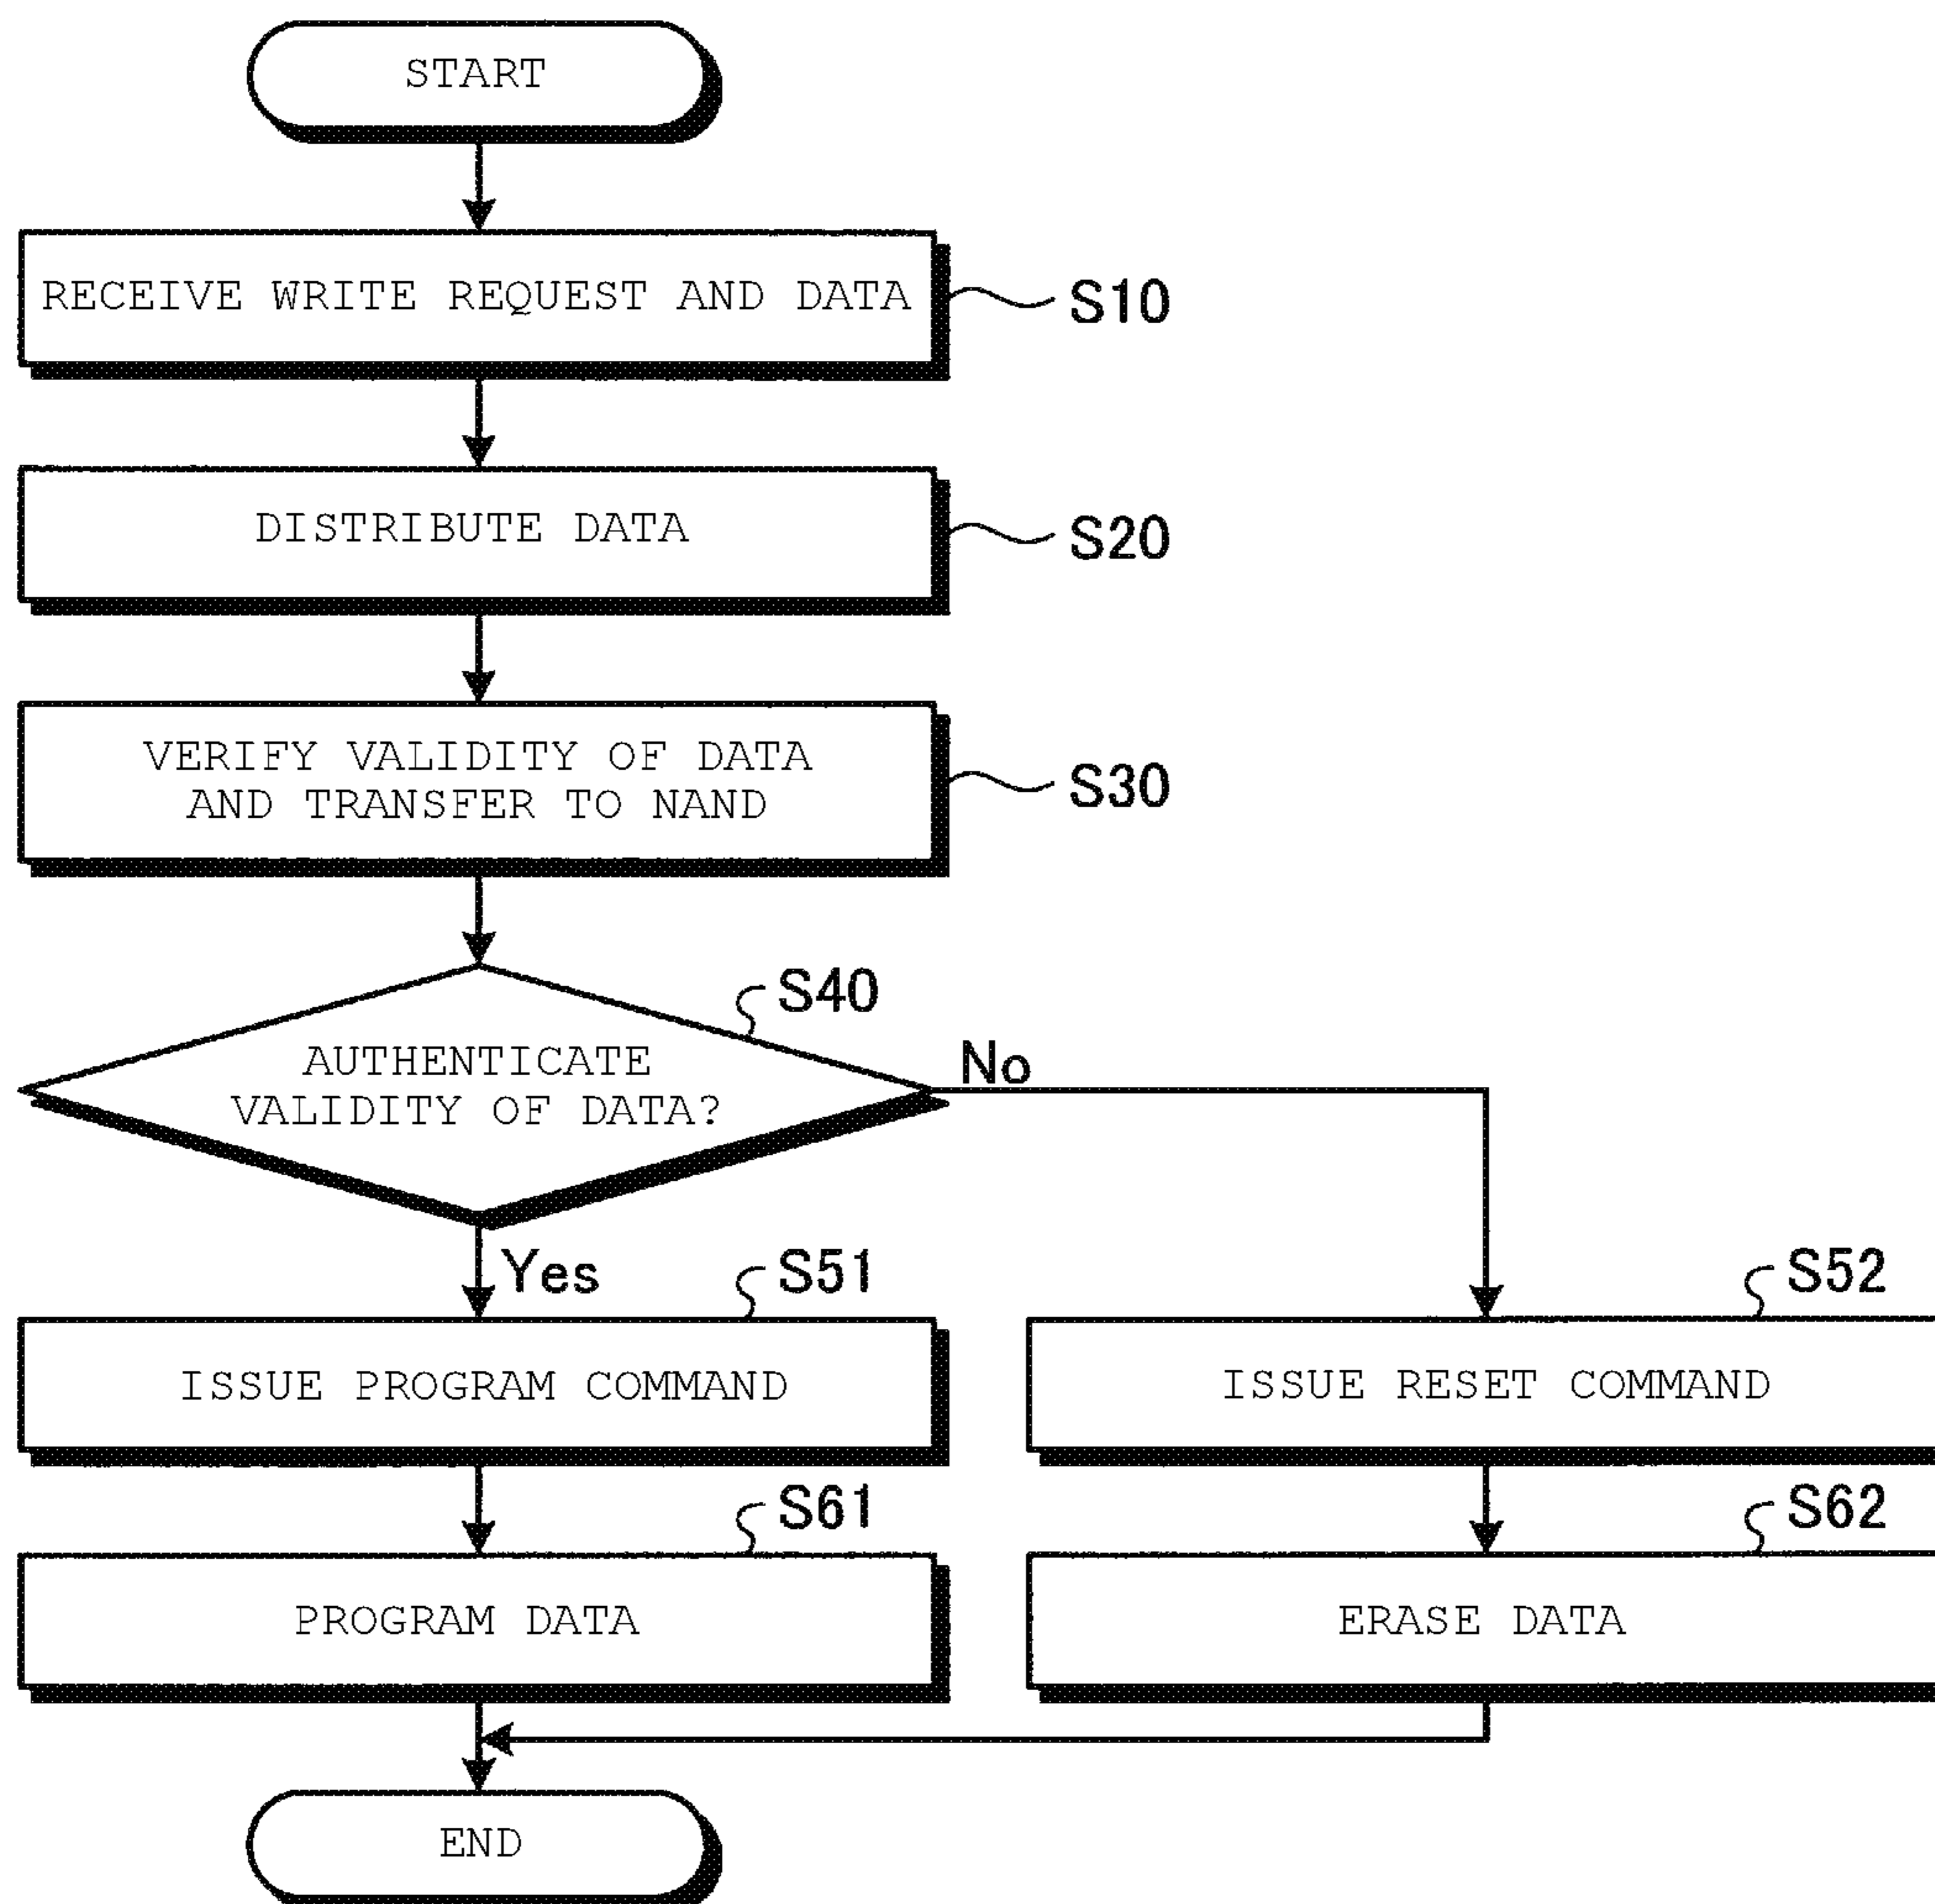 START
RECEIVE WRITE REQUEST AND DATA
S10
DISTRIBUTE DATA
S20
VERIFY VALIDITY OF DATA
AND TRANSFER TO NAND
S30
S40
AUTHENTICATE
VALIDITY OF DATA?
No
Yes
S51
ISSUE PROGRAM COMMAND
S52
ISSUE RESET COMMAND
S61
PROGRAM DATA
S62
ERASE DATA
END